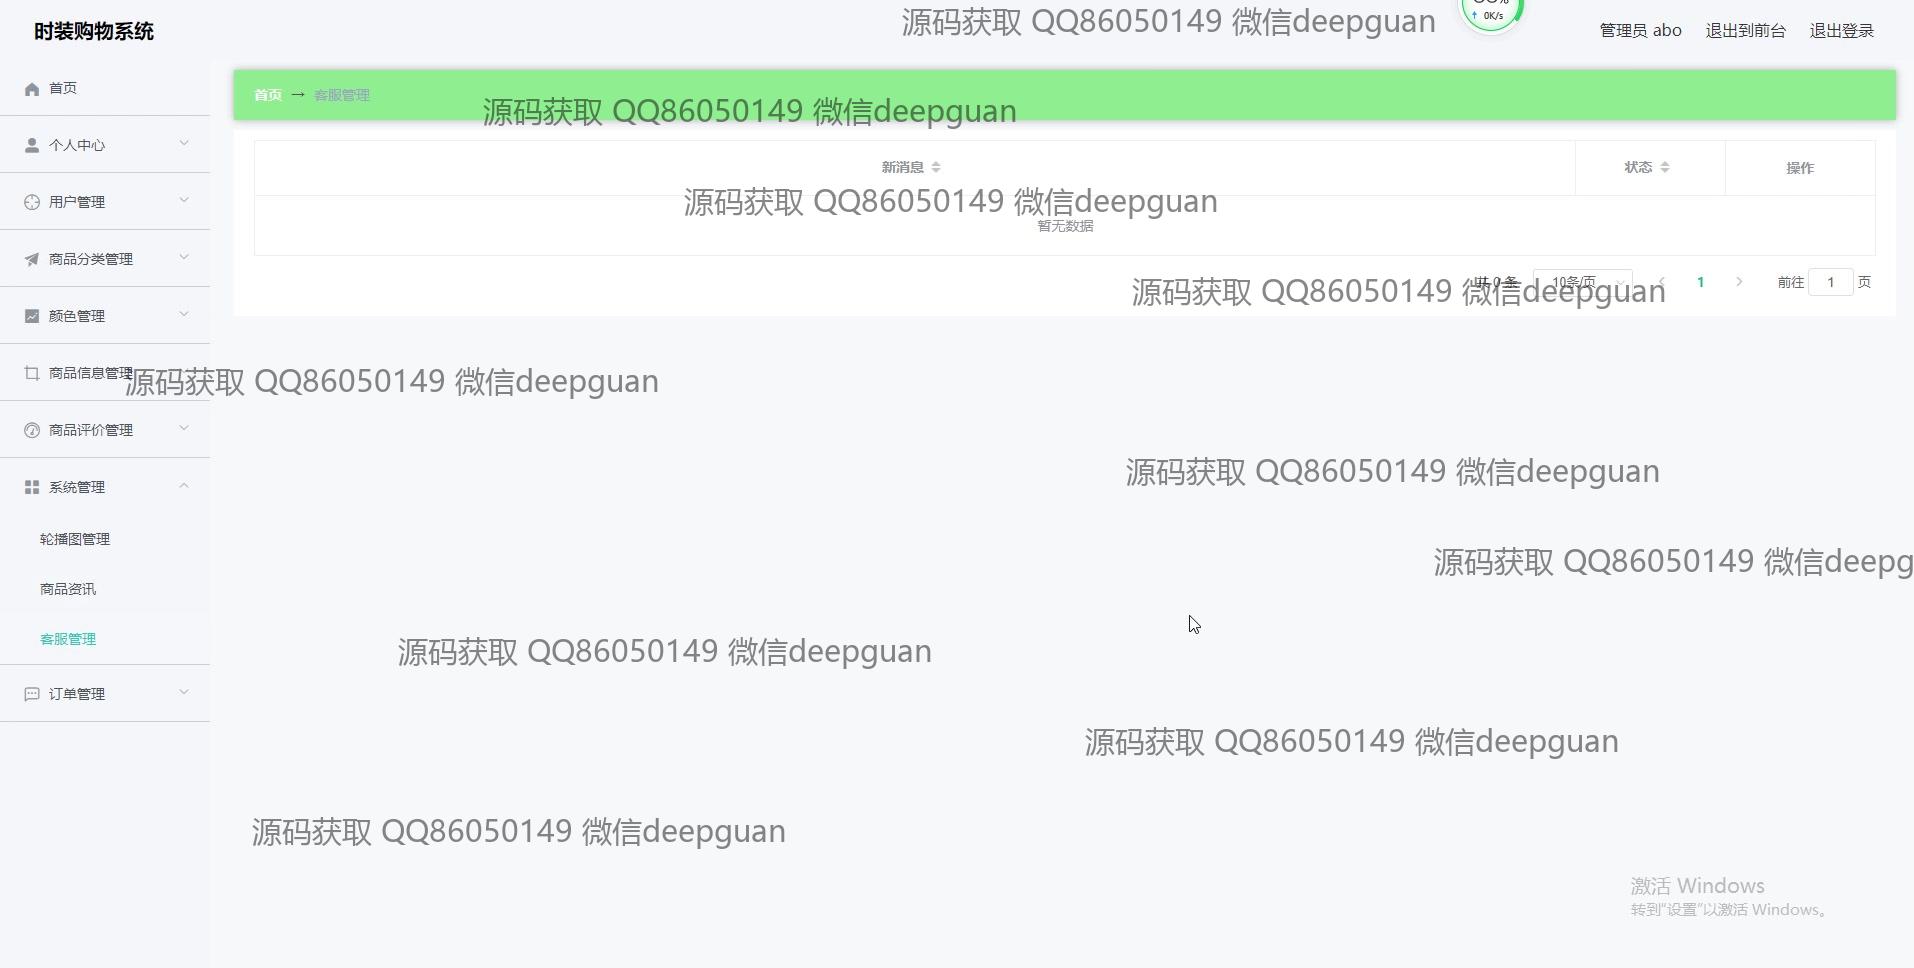 时装购物系统
源码获取 QQ86050149 微信deepguan
0K/s
管理员 abo
退出到前台
退出登录
首页
个人中心
用户管理
商品分类管理
颜色管理
商品信息管理
商品评价管理
系统管理
轮播图管理
商品资讯
客服管理
订单管理
首页 → 客服管理
源码获取 QQ86050149 微信deepguan
新消息 状态 操作
源码获取 QQ86050149 微信deepguan
暂无数据
共 0 条 10条/页 1 前往 1 页
源码获取 QQ86050149 微信deepguan
源码获取 QQ86050149 微信deepguan
源码获取 QQ86050149 微信deepguan
源码获取 QQ86050149 微信deepg
源码获取 QQ86050149 微信deepguan
源码获取 QQ86050149 微信deepguan
源码获取 QQ86050149 微信deepguan
激活 Windows
转到“设置”以激活 Windows。